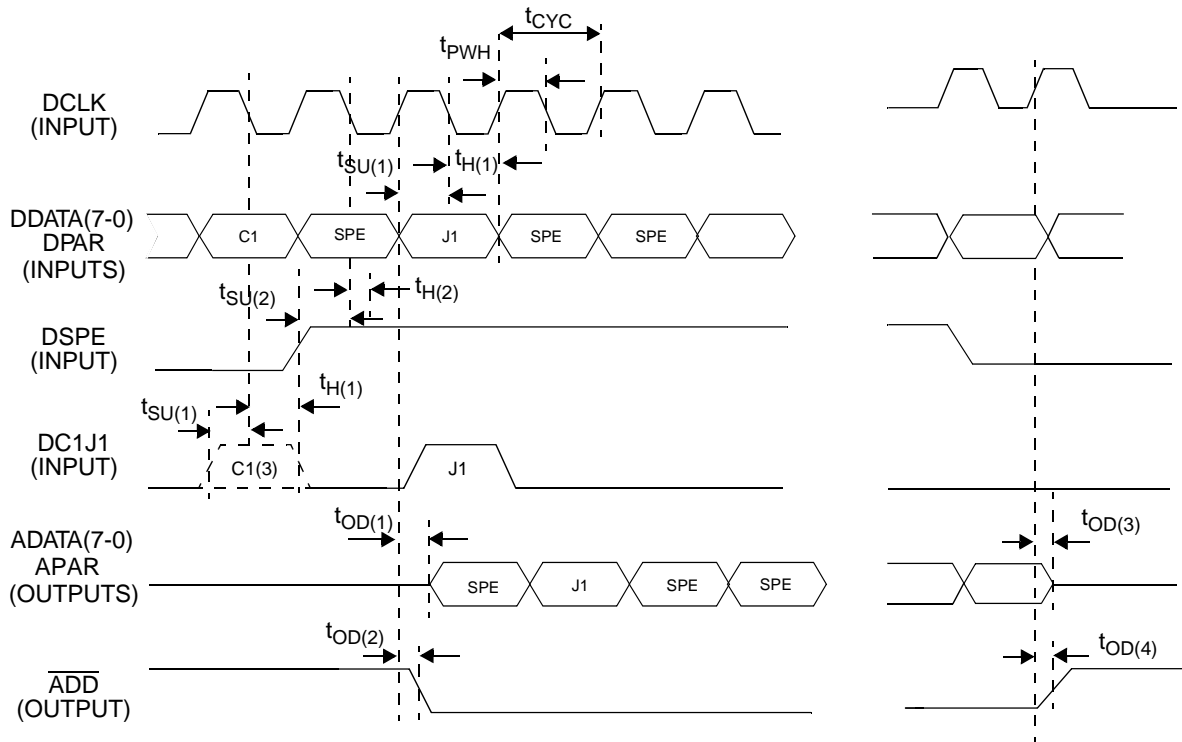 tCYC
tPWH
DCLK
(INPUT)
tSU(1)
tH(1)
DDATA(7-0)
DPAR
(INPUTS)
C1
SPE
J1
SPE
SPE
tSU(2)
tH(2)
DSPE
(INPUT)
tH(1)
tSU(1)
DC1J1
(INPUT)
C1(3)
J1
tOD(1)
tOD(3)
ADATA(7-0)
APAR
(OUTPUTS)
SPE
J1
SPE
SPE
tOD(2)
tOD(4)
ADD
(OUTPUT)